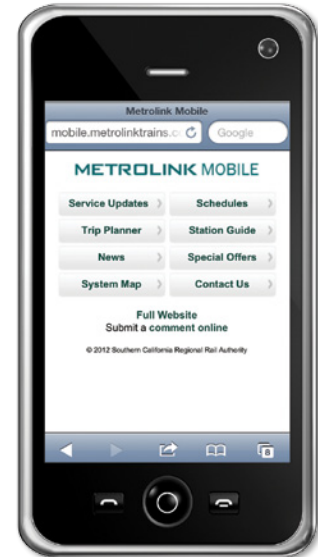 Metrolink Mobile
mobile.metrolinktrains.c
Google
METROLINK MOBILE
Service Updates
Schedules
Trip Planner
Station Guide
News
Special Offers
System Map
Contact Us
Full Website
Submit a comment online
© 2012 Southern California Regional Rail Authority
8